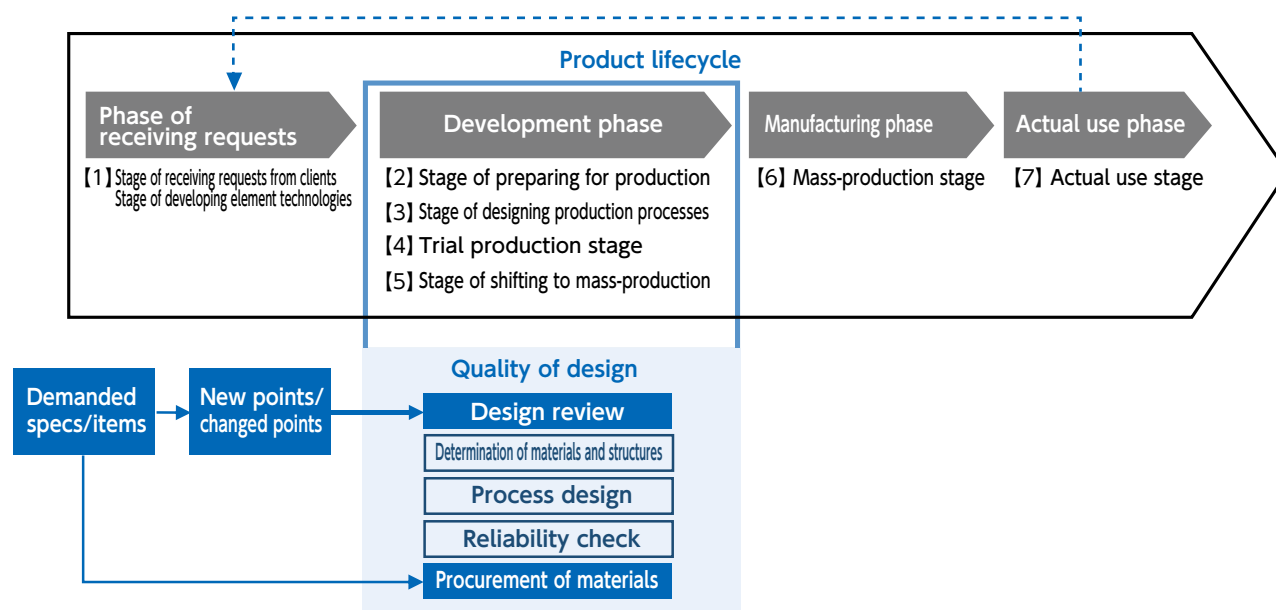 Product lifecycle
Phase of
receiving requests
Development phase
Manufacturing phase
Actual use phase
【1】Stage of receiving requests from clients
Stage of developing element technologies
【2】Stage of preparing for production
【3】Stage of designing production processes
【4】Trial production stage
【5】Stage of shifting to mass-production
【6】Mass-production stage
【7】Actual use stage
Quality of design
Demanded
specs/items
New points/
changed points
Design review
Determination of materials and structures
Process design
Reliability check
Procurement of materials